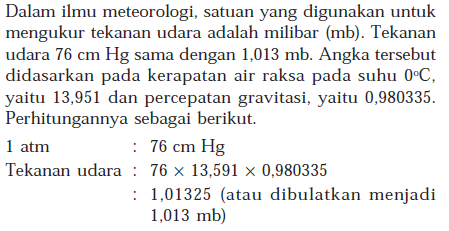 Dalam ilmu meteorologi, satuan yang digunakan untuk
mengukur tekanan udara adalah milibar (mb). Tekanan
udara 76 cm Hg sama dengan 1,013 mb. Angka tersebut
didasarkan pada kerapatan air raksa pada suhu 0°C,
yaitu 13,951 dan percepatan gravitasi, yaitu 0,980335.
Perhitungannya sebagai berikut.
1 atm : 76 cm Hg
Tekanan udara : 76 × 13,591 × 0,980335
: 1,01325 (atau dibulatkan menjadi
1,013 mb)